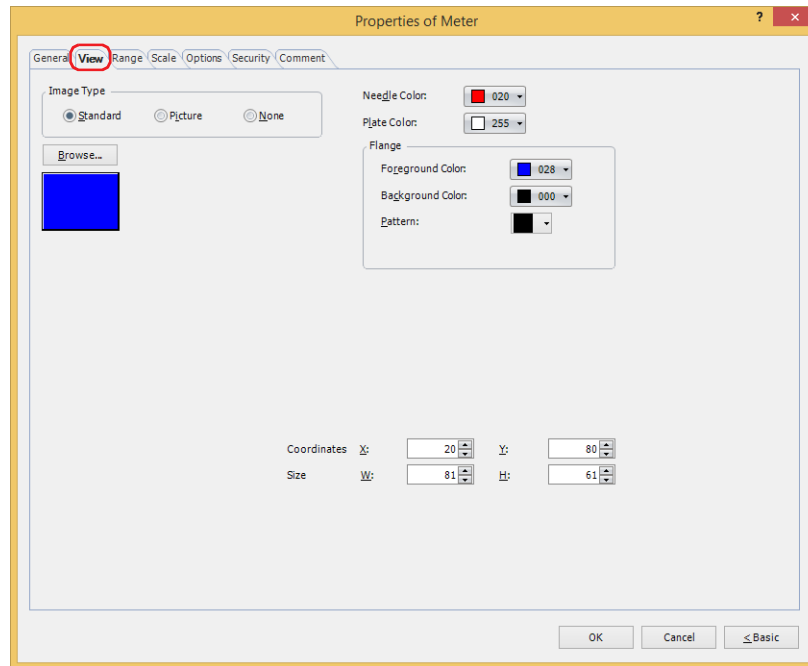 Properties of Meter
?
×
General View Range Scale Options Security Comment
Image Type
Standard Picture None
Browse...
Needle Color: 020
Plate Color: 255
Flange
Foreground Color: 028
Background Color: 000
Pattern:
Coordinates X: 20 Y: 80
Size W: 81 H: 61
OK Cancel < Basic